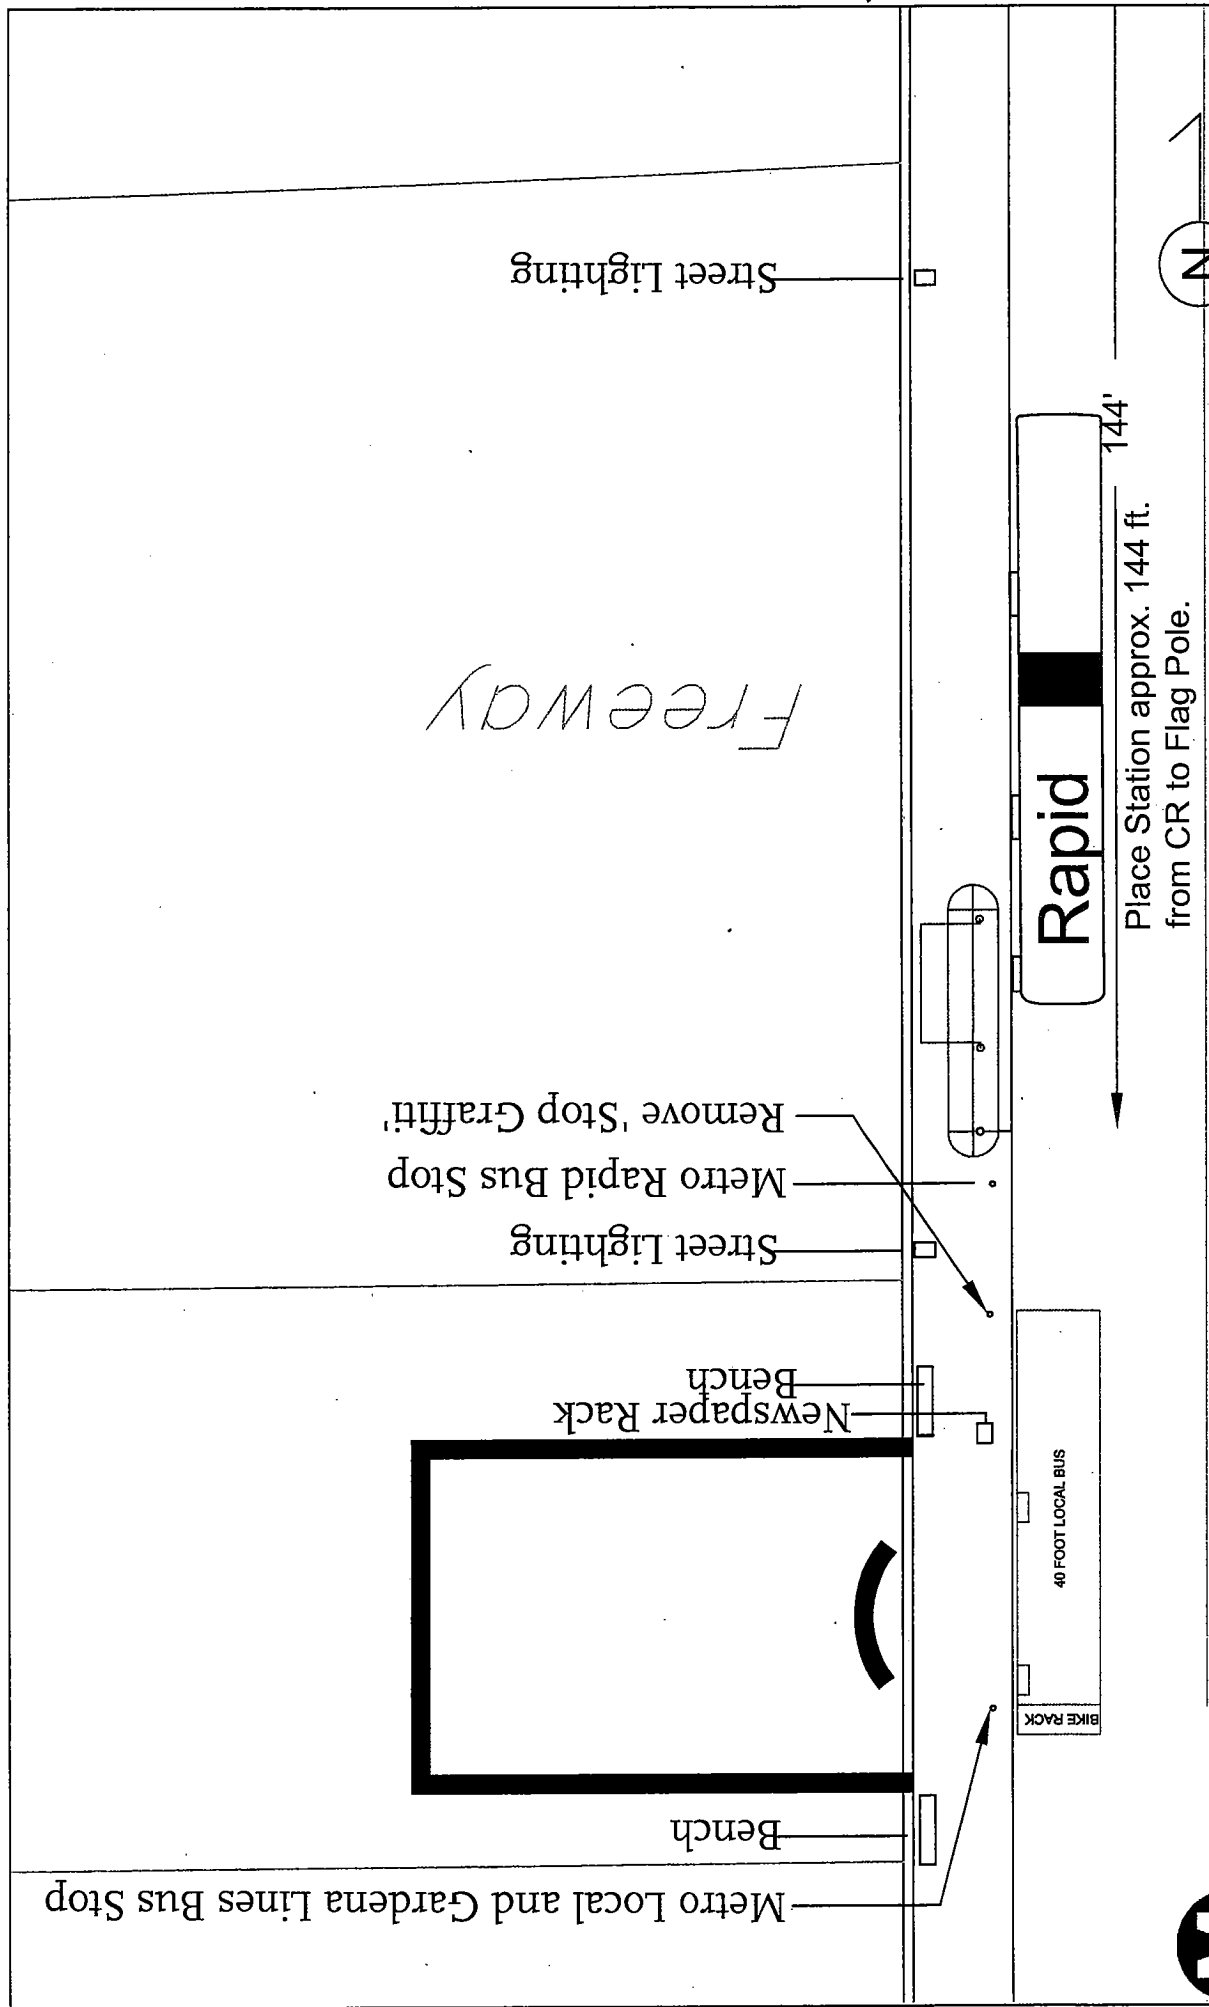 Street Lighting
N
144'
Place Station approx. 144 ft.
from CR to Flag Pole.
Freeway
Rapid
Remove 'Stop Graffiti'
Metro Rapid Bus Stop
Street Lighting
Bench
Newspaper Rack
40 FOOT LOCAL BUS
BIKE RACK
Bench
Metro Local and Gardena Lines Bus Stop